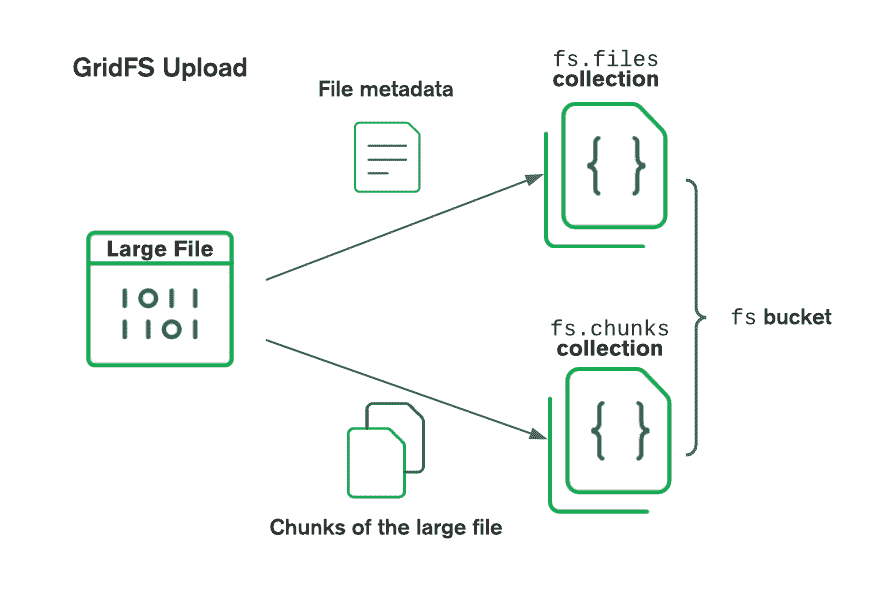 GridFS Upload
File metadata
fs.files
collection
Large File
1011
1101
fs.chunks
collection
fs bucket
Chunks of the large file
{ }
{ }